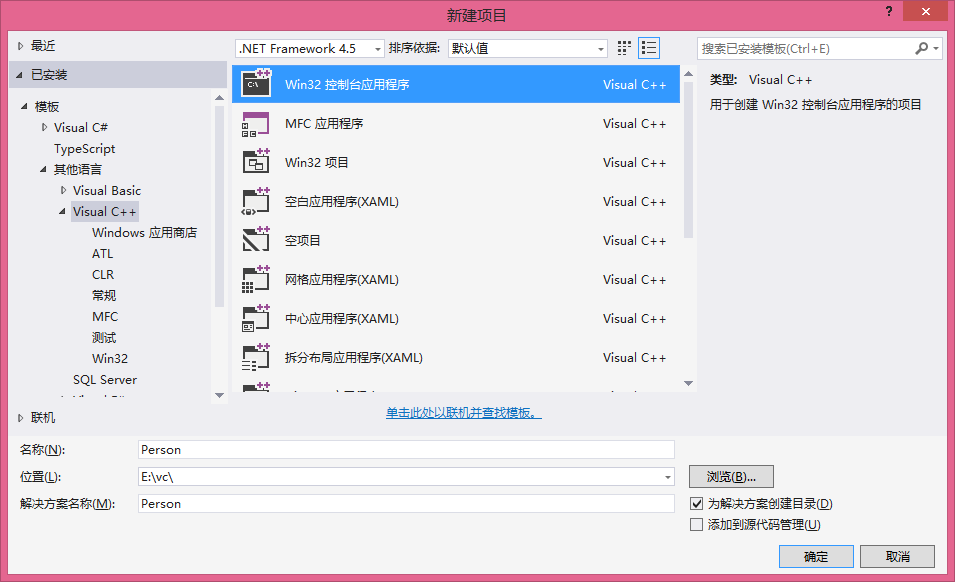 新建项目
?
最近
已安装
模板
Visual C#
TypeScript
其他语言
Visual Basic
Visual C++
Windows 应用商店
ATL
CLR
常规
MFC
测试
Win32
SQL Server
联机
.NET Framework 4.5 排序依据: 默认值
Win32 控制台应用程序 Visual C++
MFC 应用程序 Visual C++
Win32 项目 Visual C++
空白应用程序(XAML) Visual C++
空项目 Visual C++
网格应用程序(XAML) Visual C++
中心应用程序(XAML) Visual C++
拆分布局应用程序(XAML) Visual C++
单击此处以联机并查找模板。
搜索已安装模板(Ctrl+E)
类型: Visual C++
用于创建 Win32 控制台应用程序的项目
名称(N): Person
位置(L): E:\vc\ 浏览(B)...
解决方案名称(M): Person
为解决方案创建目录(D)
添加到源代码管理(U)
确定 取消